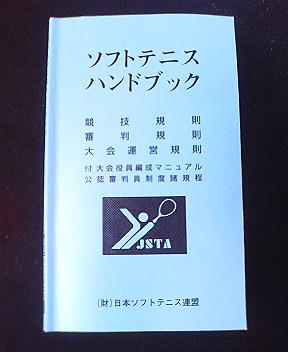 ソフトテニス
ハンドブック
競技規則
審判規則
大会運営規則
付 大会役員編成マニュアル
公認審判員制度諸規程
JSTA
(財)日本ソフトテニス連盟